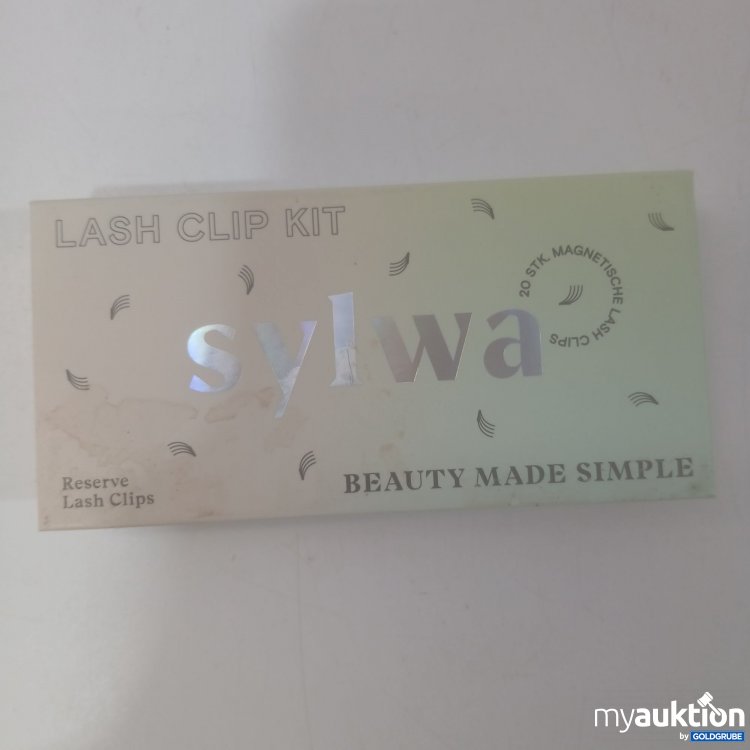 LASH CLIP KIT
20 STK. MAGNETISCHE LASH CLIPS
sylwa
Reserve
Lash Clips
BEAUTY MADE SIMPLE
myauktion
by GOLDGRUBE